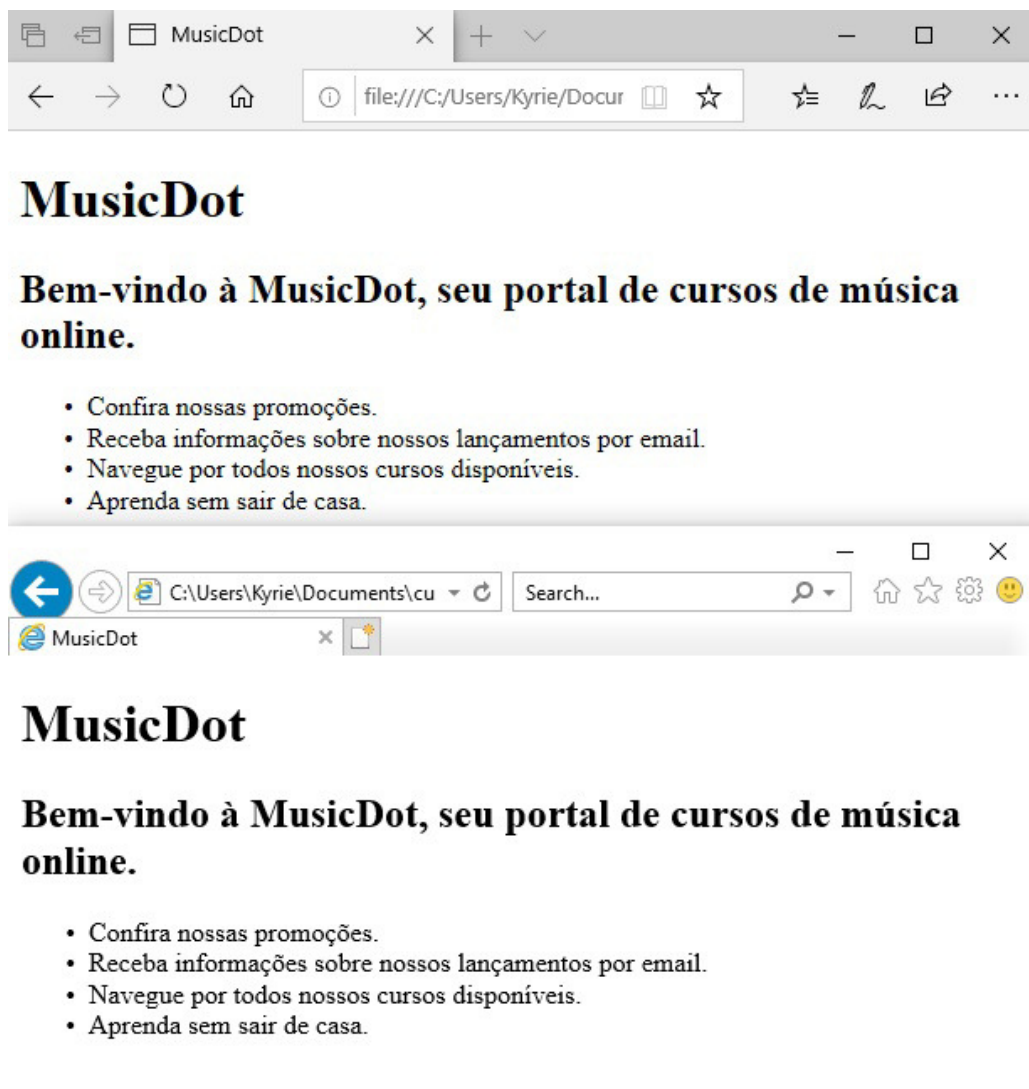 MusicDot
file:///C:/Users/Kyrie/Docur
MusicDot
Bem-vindo à MusicDot, seu portal de cursos de música
online.
• Confira nossas promoções.
• Receba informações sobre nossos lançamentos por email.
• Navegue por todos nossos cursos disponíveis.
• Aprenda sem sair de casa.
C:\Users\Kyrie\Documents\cu Search...
MusicDot
MusicDot
Bem-vindo à MusicDot, seu portal de cursos de música
online.
• Confira nossas promoções.
• Receba informações sobre nossos lançamentos por email.
• Navegue por todos nossos cursos disponíveis.
• Aprenda sem sair de casa.